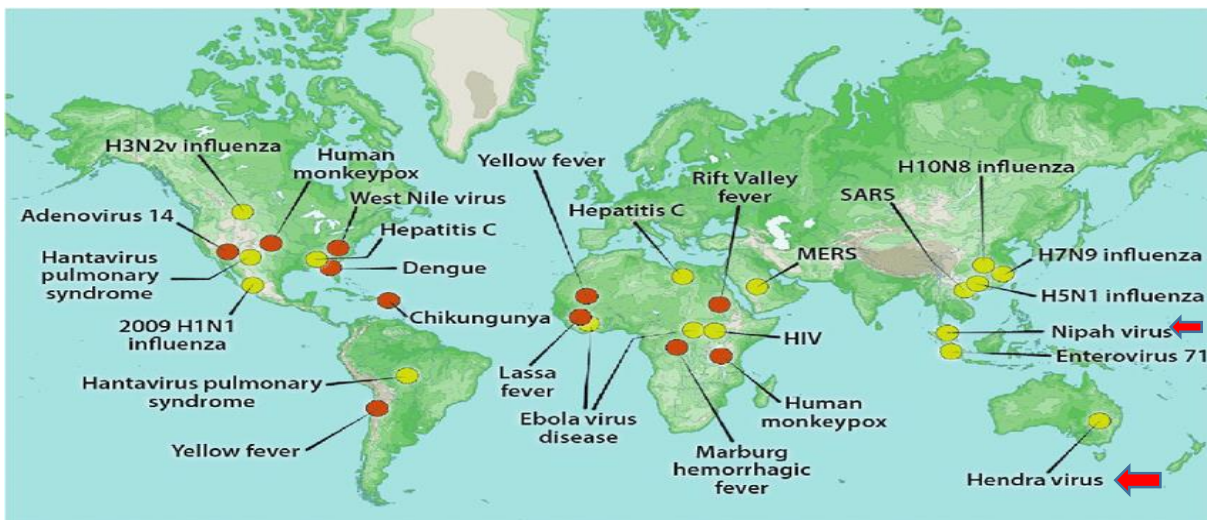 H3N2v influenza
Human
monkeypox
West Nile virus
Adenovirus 14
Hepatitis C
Hantavirus
pulmonary
syndrome
Dengue
2009 H1N1
influenza
Chikungunya
Hantavirus pulmonary
syndrome
Yellow fever
Yellow fever
Hepatitis C
Rift Valley
fever
MERS
Lassa
fever
Ebola virus
disease
HIV
Human
monkeypox
Marburg
hemorrhagic
fever
H10N8 influenza
SARS
H7N9 influenza
H5N1 influenza
Nipah virus
Enterovirus 71
Hendra virus